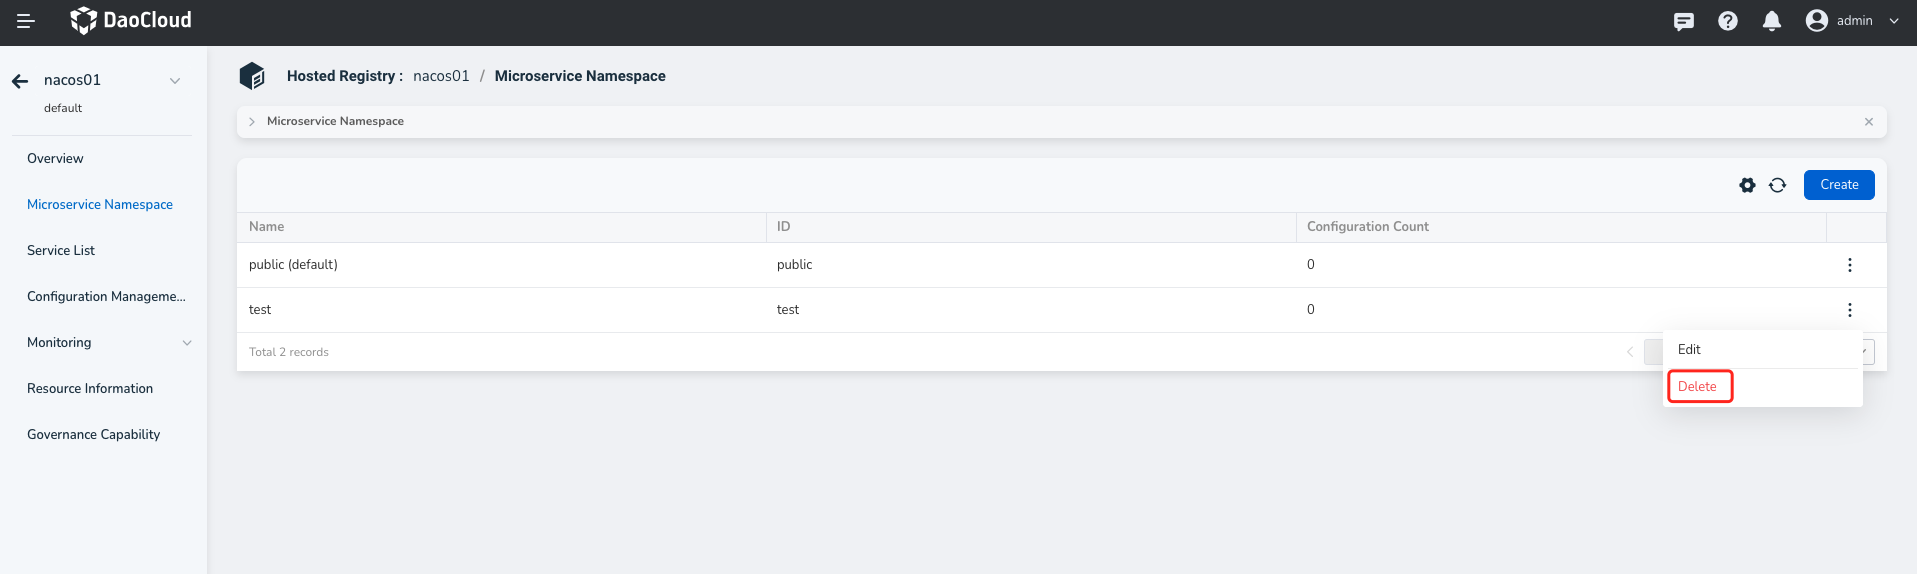 DaoCloud
admin
nacos01
default
Overview
Microservice Namespace
Service List
Configuration Manageme...
Monitoring
Resource Information
Governance Capability
Hosted Registry : nacos01 / Microservice Namespace
Microservice Namespace
Create
Name ID Configuration Count
public (default) public 0
test test 0
Total 2 records
Edit
Delete